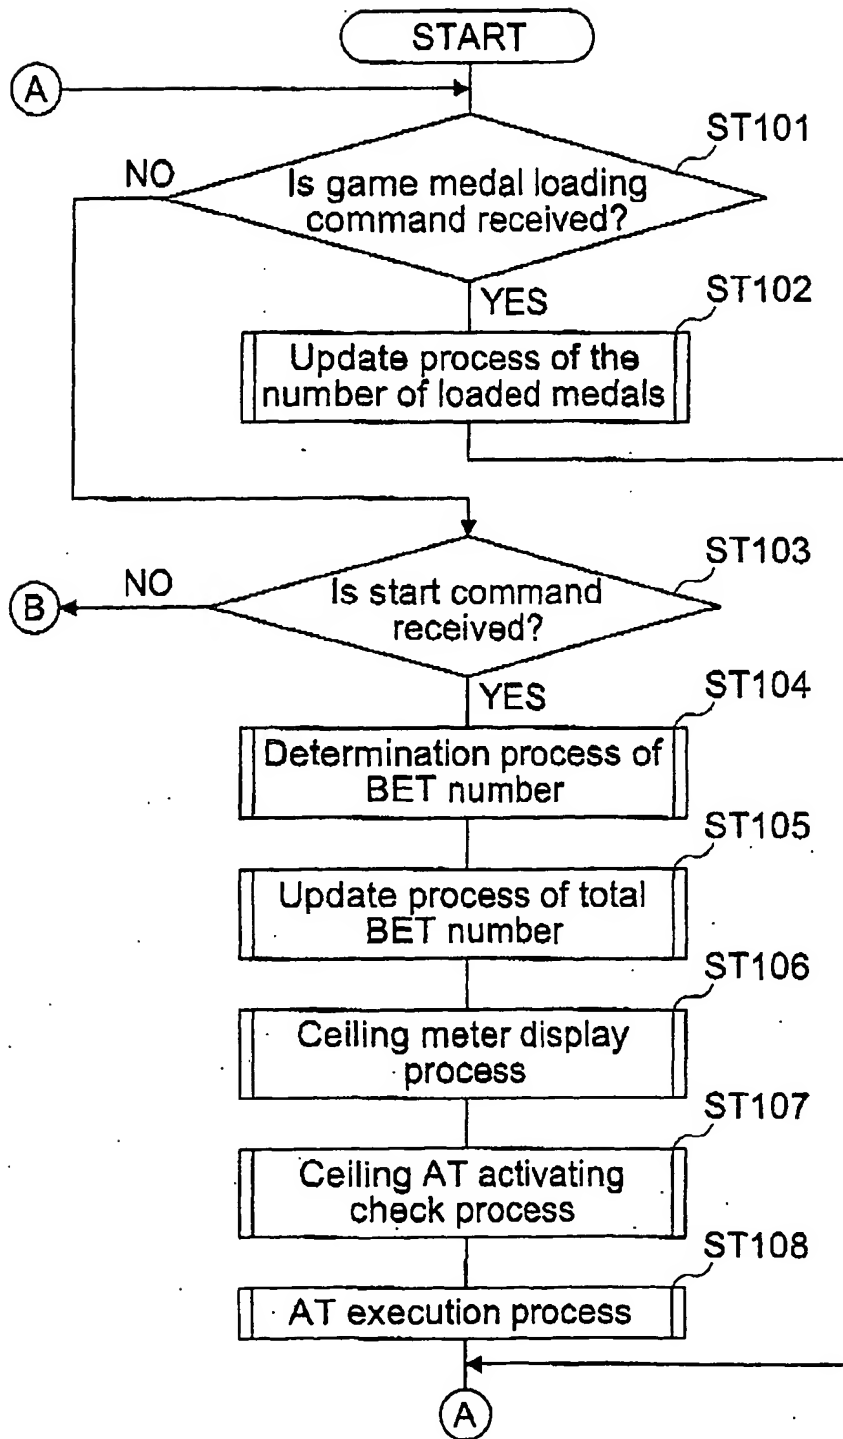 START
A
ST101
NO
Is game medal loading
command received?
YES
ST102
Update process of the
number of loaded medals
ST103
B
NO
Is start command
received?
YES
ST104
Determination process of
BET number
ST105
Update process of total
BET number
ST106
Ceiling meter display
process
ST107
Ceiling AT activating
check process
ST108
AT execution process
A